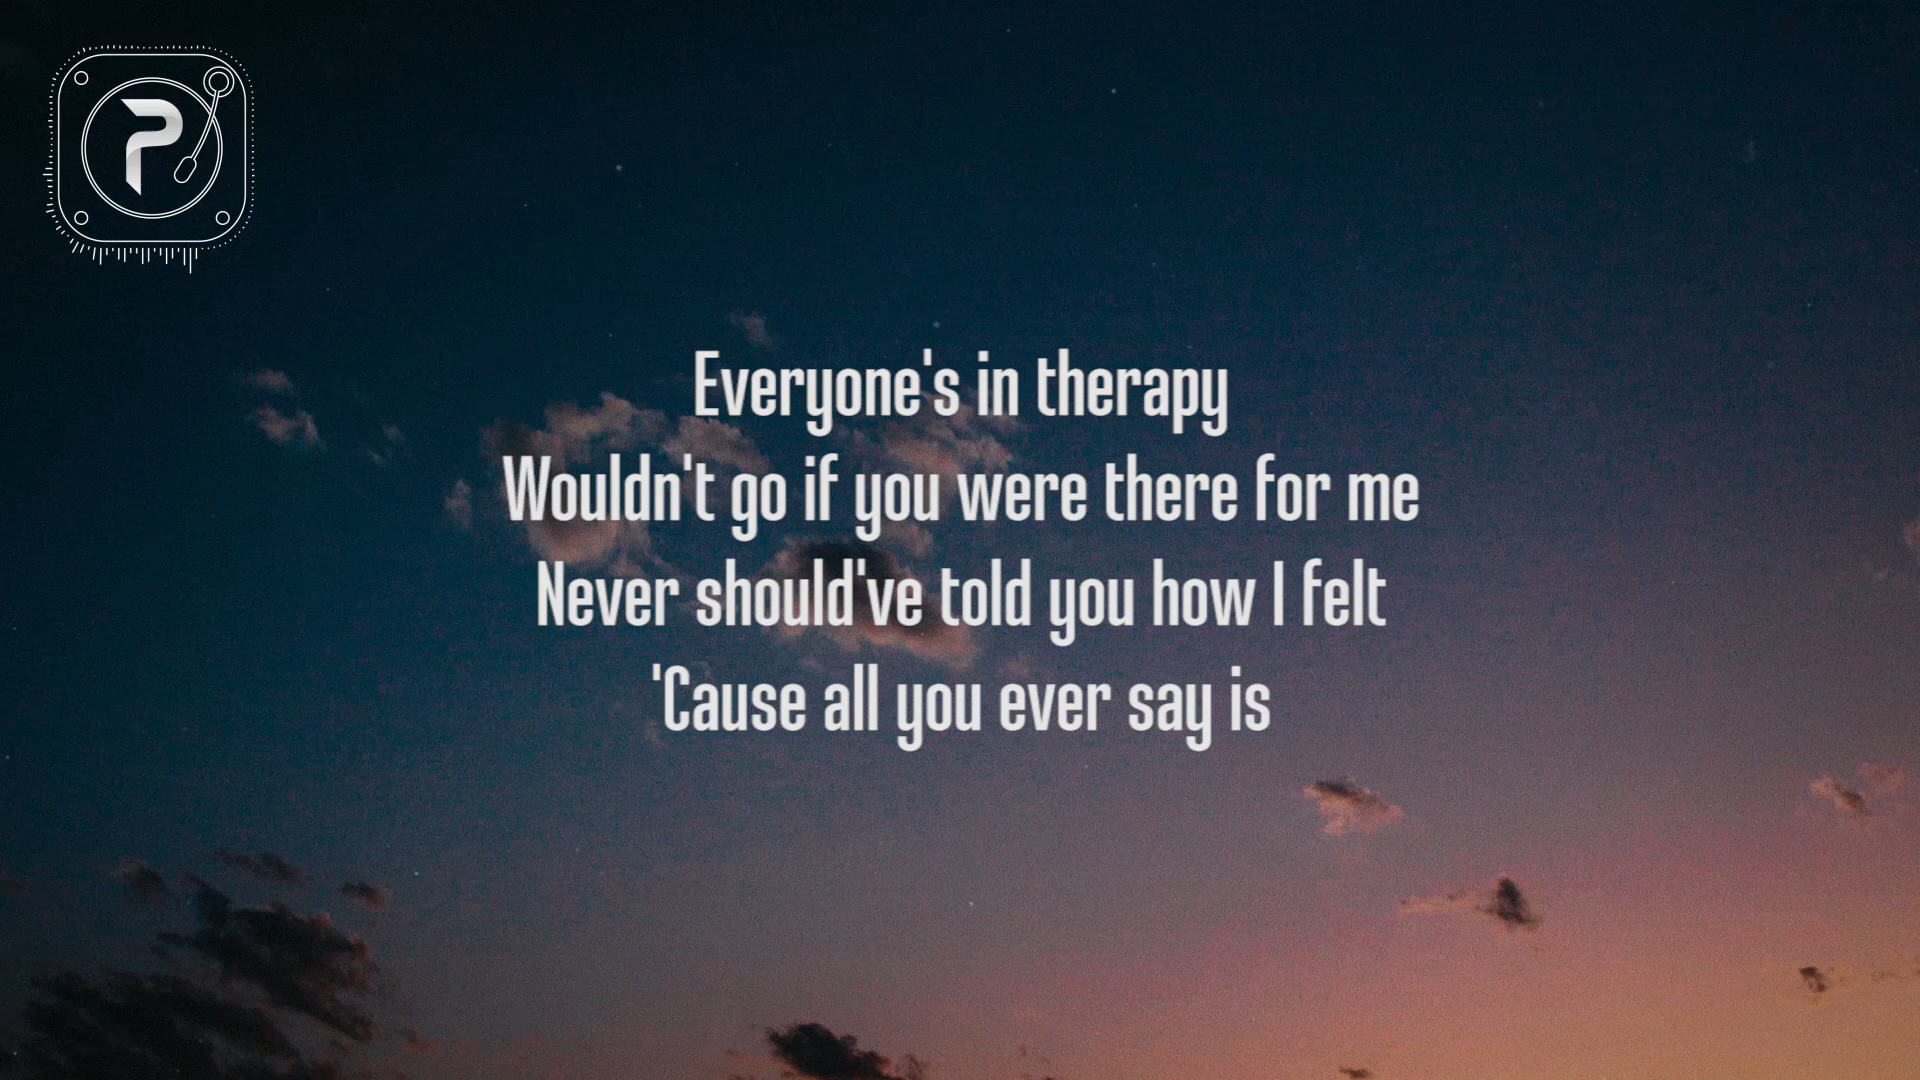 P
Everyone's in therapy
Wouldn't go if you were there for me
Never should've told you how I felt
'Cause all you ever say is